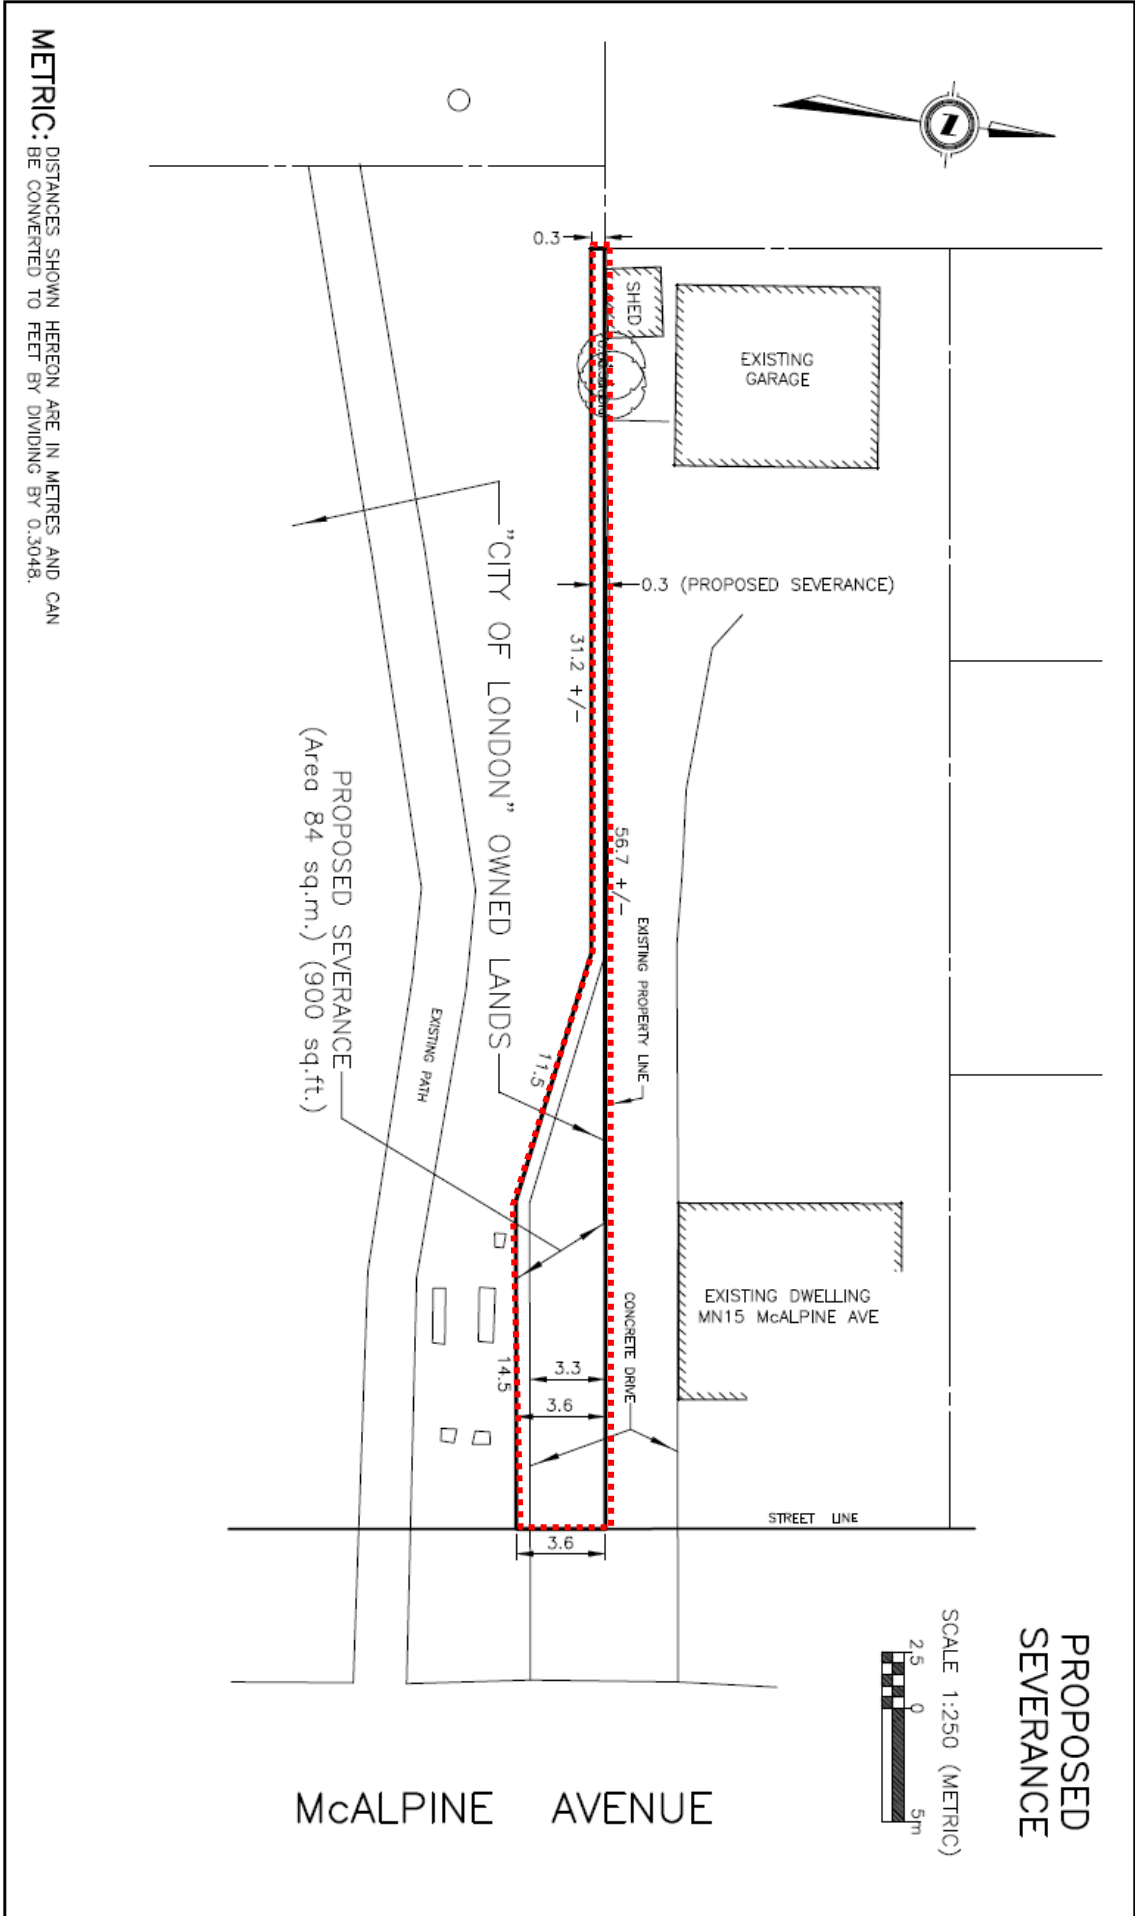 PROPOSED
SEVERANCE
SCALE 1:250 (METRIC)
2.5 0 5m
METRIC: DISTANCES SHOWN HEREON ARE IN METRES AND CAN
BE CONVERTED TO FEET BY DIVIDING BY 0.3048.
Z
0.3
SHED
EXISTING
GARAGE
0.3 (PROPOSED SEVERANCE)
31.2 +/-
"CITY OF LONDON" OWNED LANDS
PROPOSED SEVERANCE
(Area 84 sq.m.) (900 sq.ft.)
56.7 +/-
EXISTING PROPERTY LINE
EXISTING PATH
11.5
14.5
CONCRETE DRIVE
EXISTING DWELLING
MN15 McALPINE AVE
3.3
3.6
STREET LINE
3.6
McALPINE AVENUE